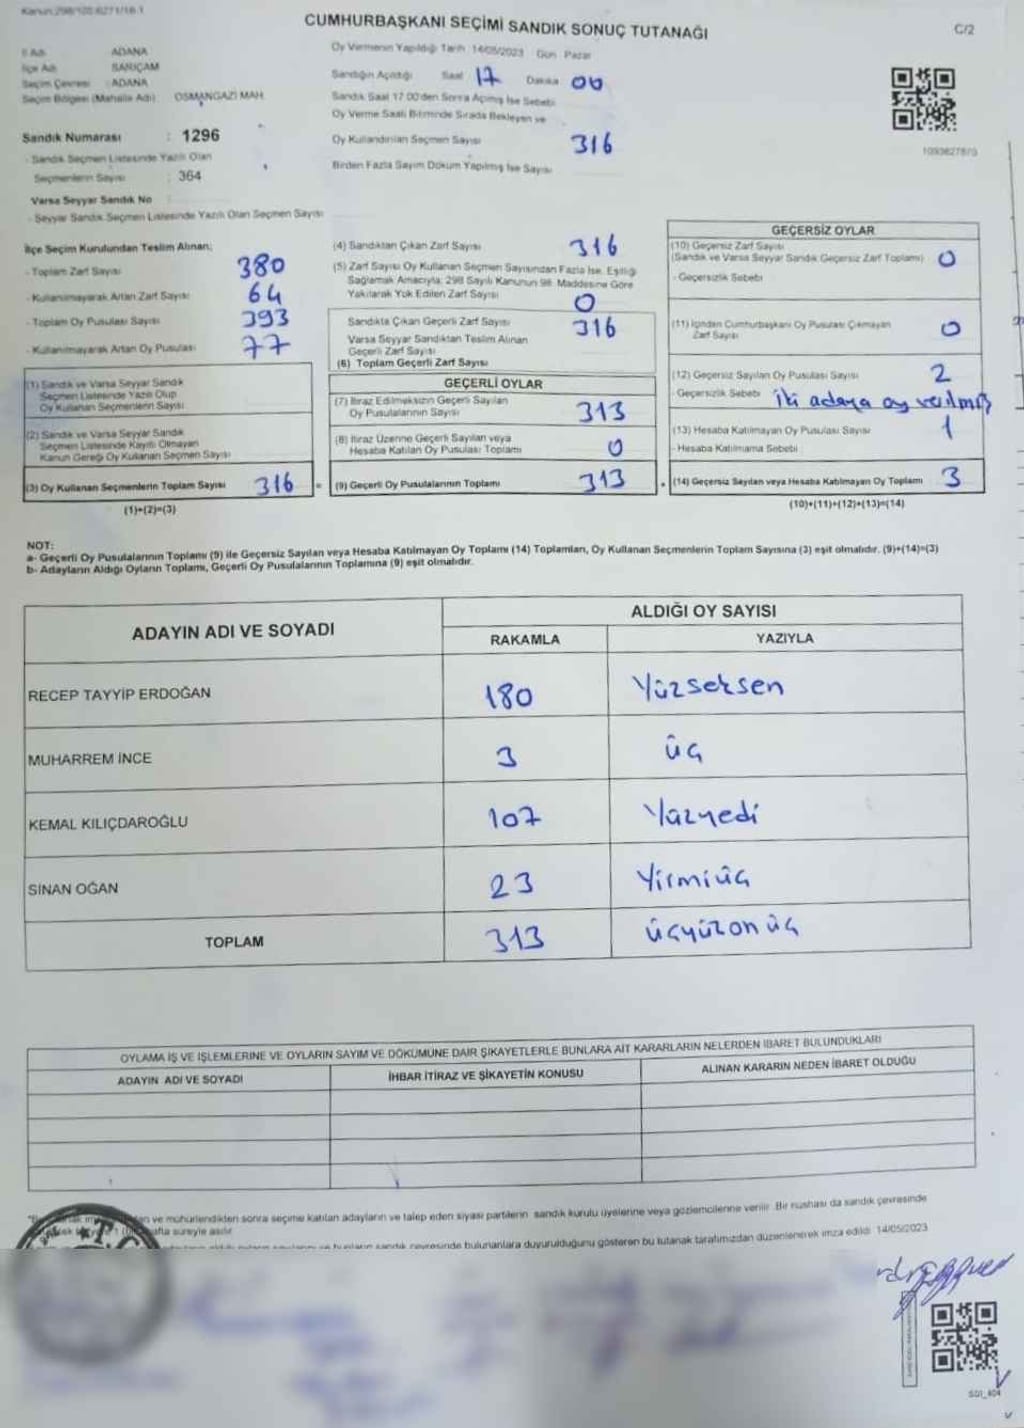 Kanun:298/105.6271/16.1
CUMHURBAŞKANI SEÇİMİ SANDIK SONUÇ TUTANAĞI
C/2
İl Adı ADANA
İlçe Adı SARIÇAM
Seçim Çevresi ADANA
Seçim Bölgesi (Mahalle Adı) OSMANGAZİ MAH.
Sandık Numarası : 1296
- Sandık Seçmen Listesinde Yazılı Olan
Seçmenlerin Sayısı : 364
Varsa Seyyar Sandık No
- Seyyar Sandık Seçmen Listesinde Yazılı Olan Seçmen Sayısı
Oy Vermenin Yapıldığı Tarih 14/05/2023 Gün Pazar
Sandığın Açıldığı Saat 17 Dakika 00
Sandık Saat 17.00'den Sonra Açılmış İse Sebebi
Oy Verme Saati Bitiminde Sırada Bekleyen ve
Oy Kullandırılan Seçmen Sayısı 316
Birden Fazla Sayım Döküm Yapılmış İse Sayısı
1093627870
İlçe Seçim Kurulundan Teslim Alınan;
- Toplam Zarf Sayısı 380
- Kullanılmayarak Artan Zarf Sayısı 64
- Toplam Oy Pusulası Sayısı 393
- Kullanılmayarak Artan Oy Pusulası 77
(1) Sandık ve Varsa Seyyar Sandık
Seçmen Listesinde Yazılı Olup
Oy Kullanan Seçmenlerin Sayısı
(2) Sandık ve Varsa Seyyar Sandık
Seçmen Listesinde Kayıtlı Olmayan
Kanun Gereği Oy Kullanan Seçmen Sayısı
(3) Oy Kullanan Seçmenlerin Toplam Sayısı 316 =
(1)+(2)=(3)
(4) Sandıktan Çıkan Zarf Sayısı 316
(5) Zarf Sayısı Oy Kullanan Seçmen Sayısından Fazla İse, Eşitliği
Sağlamak Amacıyla; 298 Sayılı Kanunun 98. Maddesine Göre
Yakılarak Yok Edilen Zarf Sayısı 0
Sandıkta Çıkan Geçerli Zarf Sayısı 316
Varsa Seyyar Sandıktan Teslim Alınan
Geçerli Zarf Sayısı
(6) Toplam Geçerli Zarf Sayısı
GEÇERLİ OYLAR
(7) İtiraz Edilmeksizin Geçerli Sayılan
Oy Pusulalarının Sayısı 313
(8) İtiraz Üzerine Geçerli Sayılan veya
Hesaba Katılan Oy Pusulası Toplamı 0
(9) Geçerli Oy Pusulalarının Toplamı 313 +
GEÇERSİZ OYLAR
(10) Geçersiz Zarf Sayısı
(Sandık ve Varsa Seyyar Sandık Geçersiz Zarf Toplamı) 0
- Geçersizlik Sebebi
(11) İçinden Cumhurbaşkanı Oy Pusulası Çıkmayan
Zarf Sayısı 0
(12) Geçersiz Sayılan Oy Pusulası Sayısı 2
- Geçersizlik Sebebi iki adaya oy verilmiş
(13) Hesaba Katılmayan Oy Pusulası Sayısı 1
- Hesaba Katılmama Sebebi
(14) Geçersiz Sayılan veya Hesaba Katılmayan Oy Toplamı 3
(10)+(11)+(12)+(13)=(14)
NOT:
a- Geçerli Oy Pusulalarının Toplamı (9) ile Geçersiz Sayılan veya Hesaba Katılmayan Oy Toplamı (14) Toplamları, Oy Kullanan Seçmenlerin Toplam Sayısına (3) eşit olmalıdır. (9)+(14)=(3)
b- Adayların Aldığı Oyların Toplamı, Geçerli Oy Pusulalarının Toplamına (9) eşit olmalıdır.
ADAYIN ADI VE SOYADI
ALDIĞI OY SAYISI
RAKAMLA YAZIYLA
RECEP TAYYİP ERDOĞAN 180 Yüzseksen
MUHARREM İNCE 3 üç
KEMAL KILIÇDAROĞLU 107 Yüzyedi
SİNAN OĞAN 23 Yirmiüç
TOPLAM 313 üçyüzonüç
OYLAMA İŞ VE İŞLEMLERİNE VE OYLARIN SAYIM VE DÖKÜMÜNE DAİR ŞİKAYETLERLE BUNLARA AİT KARARLARIN NELERDEN İBARET BULUNDUKLARI
ADAYIN ADI VE SOYADI İHBAR İTİRAZ VE ŞİKAYETİN KONUSU ALINAN KARARIN NEDEN İBARET OLDUĞU
ve mühürlendikten sonra seçime katılan adayların ve talep eden siyasi partilerin sandık kurulu üyelerine veya gözlemcilerine verilir. Bir nüshası da sandık çevresinde
hafta süreyle asılır.
sandık çevresinde bulunanlara duyurulduğunu gösteren bu tutanak tarafımızdan düzenlenerek imza edildi. 14/05/2023
T.C.
S01_404